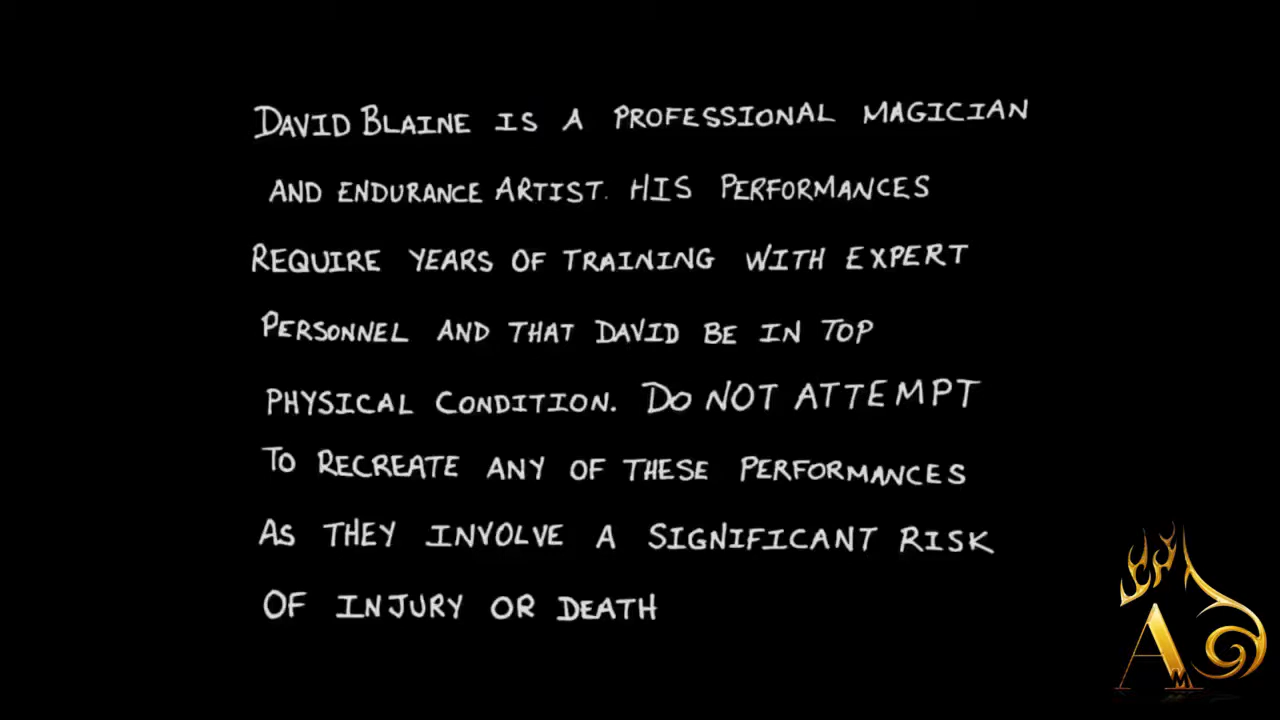 DAVID BLAINE IS A PROFESSIONAL MAGICIAN
AND ENDURANCE ARTIST. HIS PERFORMANCES
REQUIRE YEARS OF TRAINING WITH EXPERT
PERSONNEL AND THAT DAVID BE IN TOP
PHYSICAL CONDITION. DO NOT ATTEMPT
TO RECREATE ANY OF THESE PERFORMANCES
AS THEY INVOLVE A SIGNIFICANT RISK
OF INJURY OR DEATH
AM